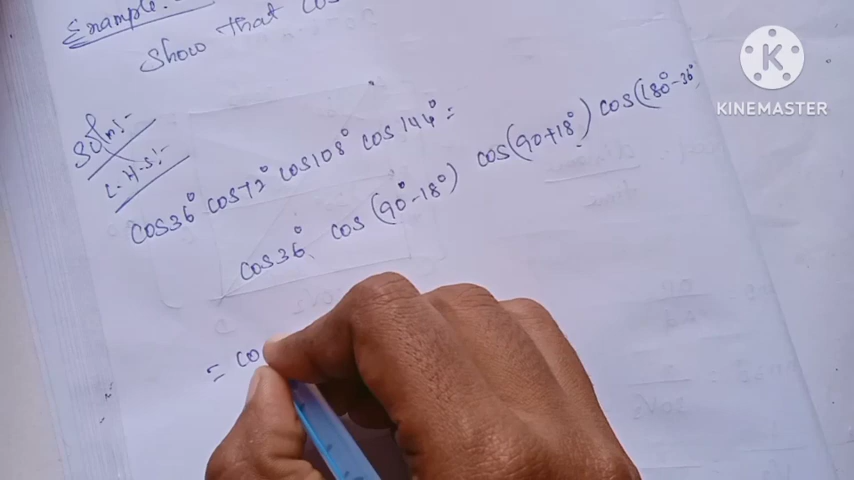 Example:
Show that cos
Soln:-
L.H.S:-
cos36° cos72° cos108° cos144° =
cos36° cos(90°-18°) cos(90+18°) cos(180°-36°
= co
KINEMASTER